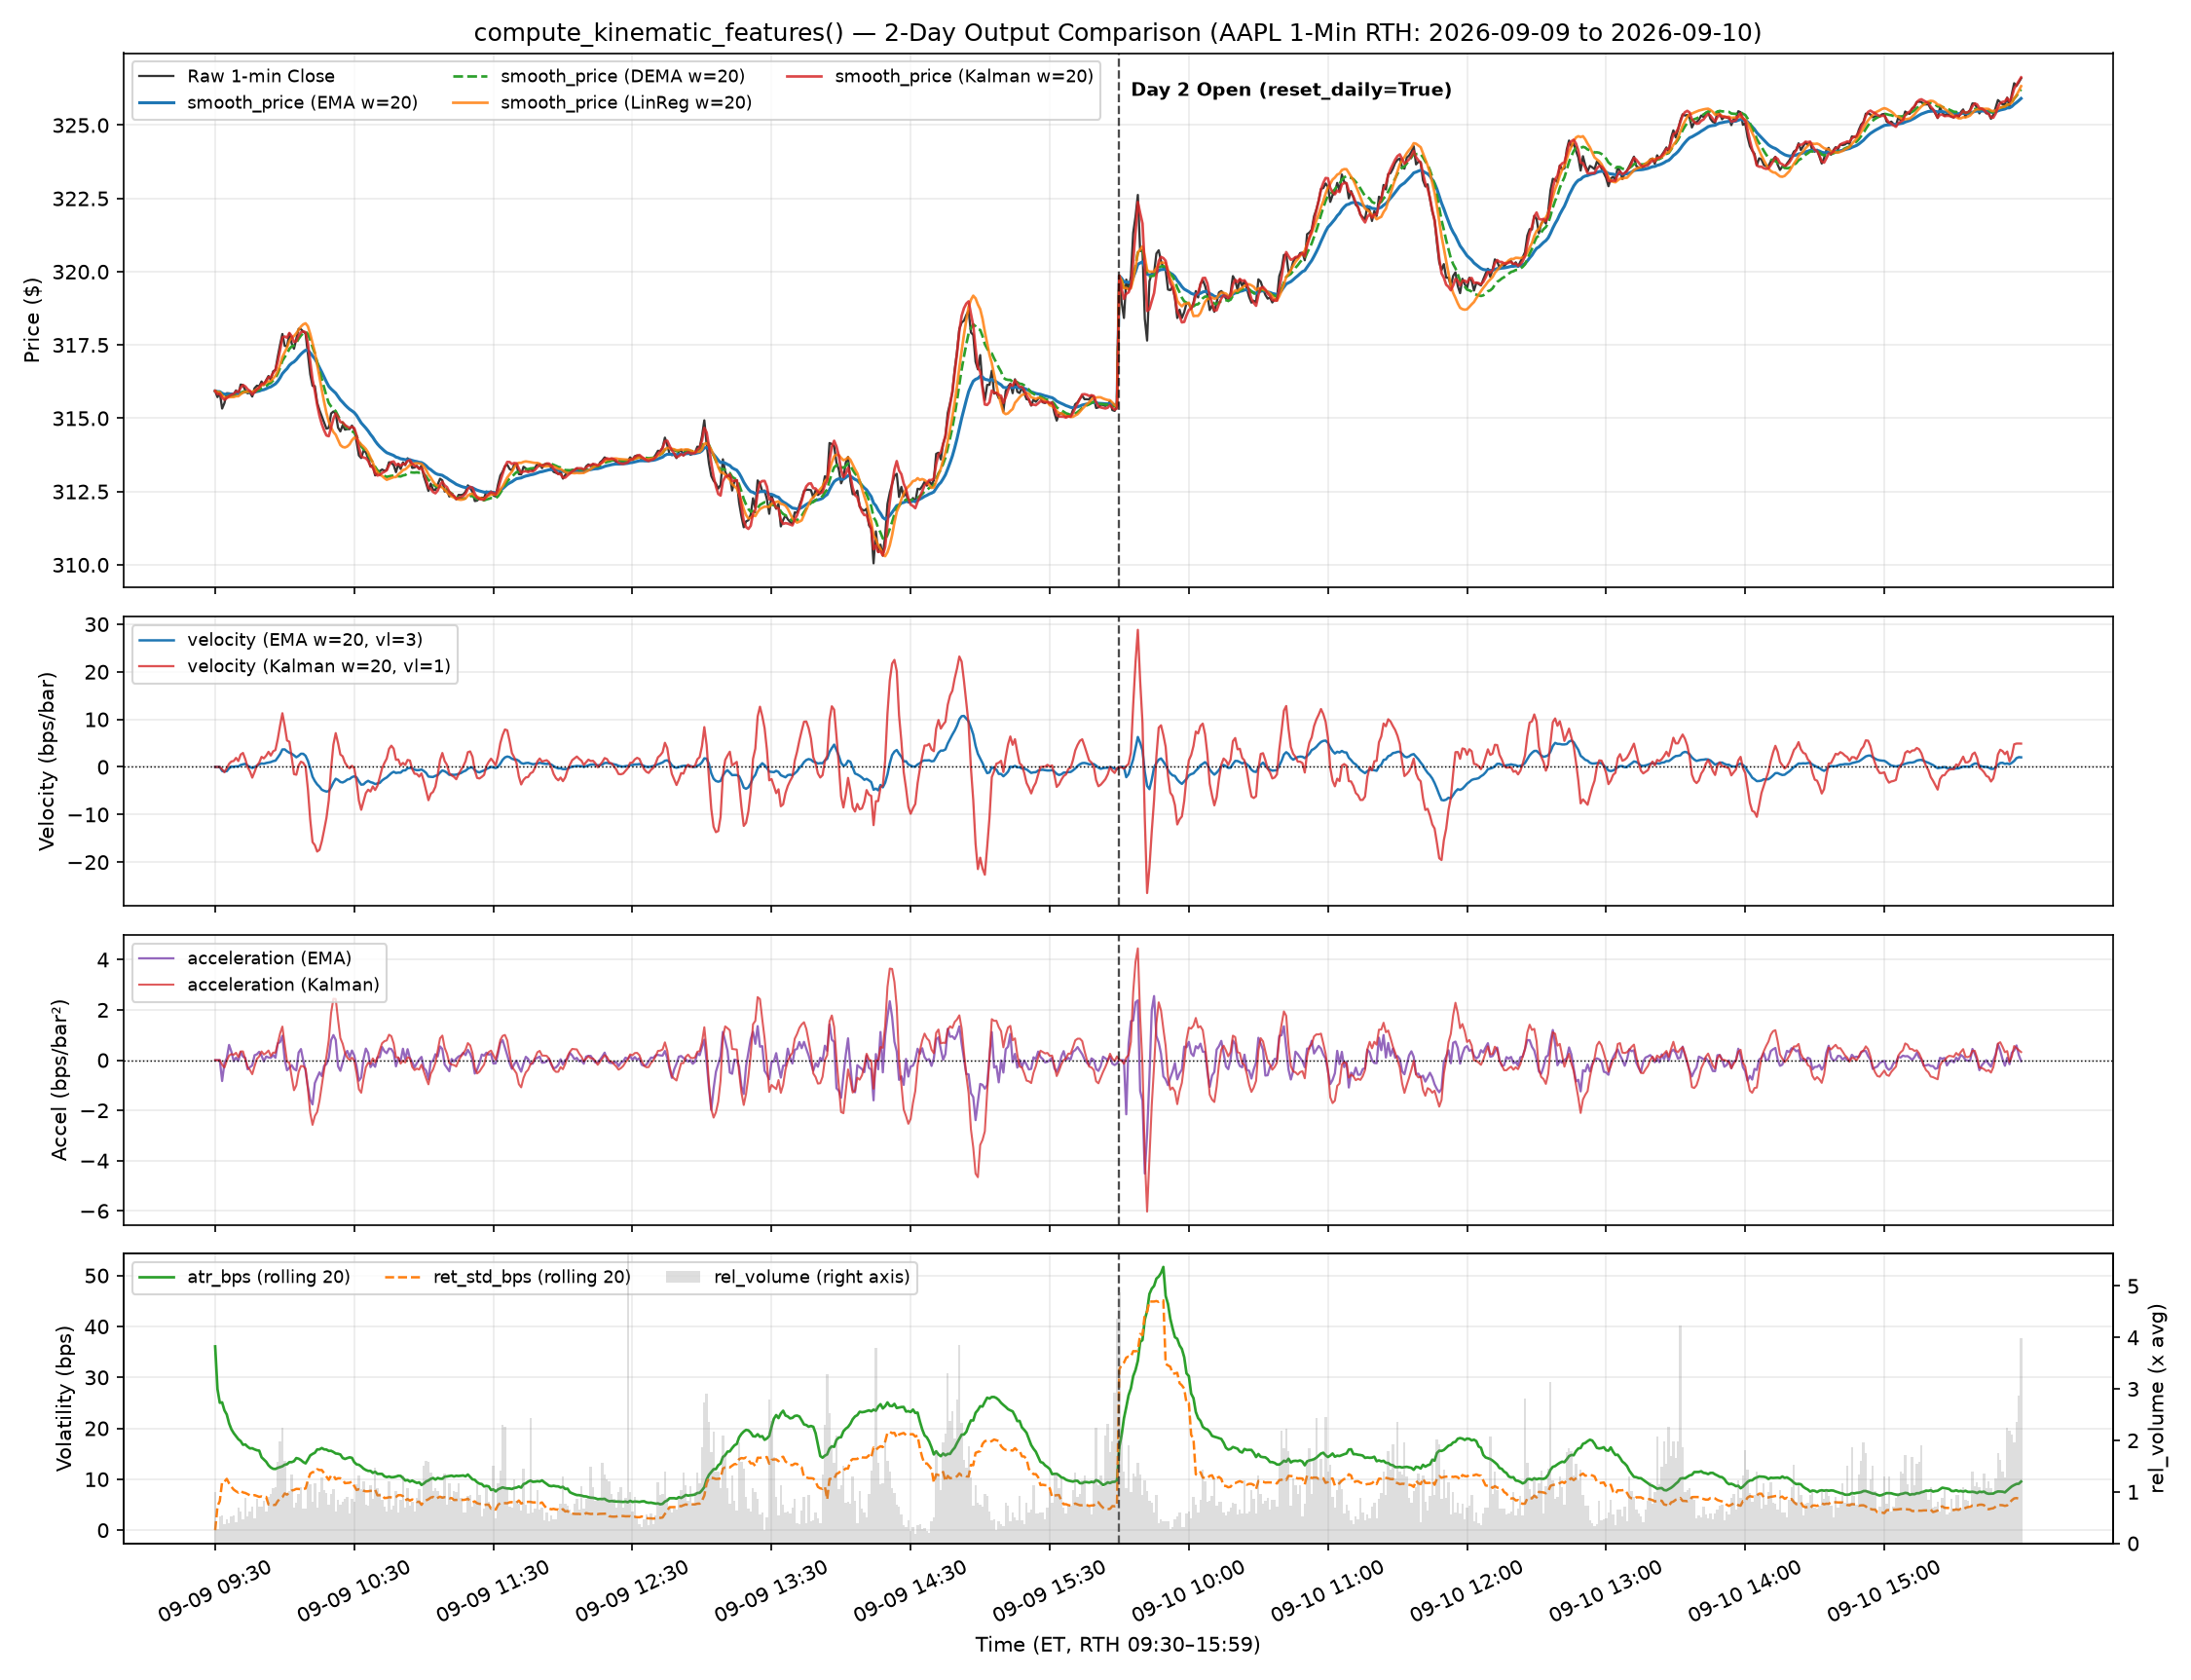 compute_kinematic_features() — 2-Day Output Comparison (AAPL 1-Min RTH: 2026-09-09 to 2026-09-10)
Raw 1-min Close
smooth_price (EMA w=20)
smooth_price (DEMA w=20)
smooth_price (LinReg w=20)
smooth_price (Kalman w=20)
Day 2 Open (reset_daily=True)
Price ($)
325.0
322.5
320.0
317.5
315.0
312.5
310.0
velocity (EMA w=20, vl=3)
velocity (Kalman w=20, vl=1)
Velocity (bps/bar)
30
20
10
0
−10
−20
acceleration (EMA)
acceleration (Kalman)
Accel (bps/bar²)
4
2
0
−2
−4
−6
atr_bps (rolling 20)
ret_std_bps (rolling 20)
rel_volume (right axis)
Volatility (bps)
50
40
30
20
10
0
rel_volume (x avg)
5
4
3
2
1
0
09-09 09:30
09-09 10:30
09-09 11:30
09-09 12:30
09-09 13:30
09-09 14:30
09-09 15:30
09-10 10:00
09-10 11:00
09-10 12:00
09-10 13:00
09-10 14:00
09-10 15:00
Time (ET, RTH 09:30–15:59)